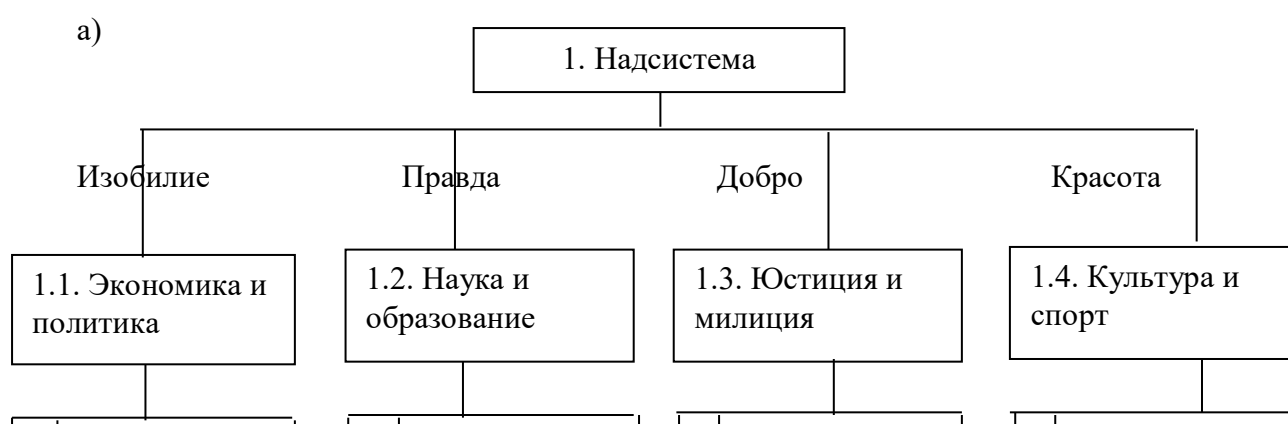 а)
1. Надсистема
Изобилие
Правда
Добро
Красота
1.1. Экономика и
политика
1.2. Наука и
образование
1.3. Юстиция и
милиция
1.4. Культура и
спорт